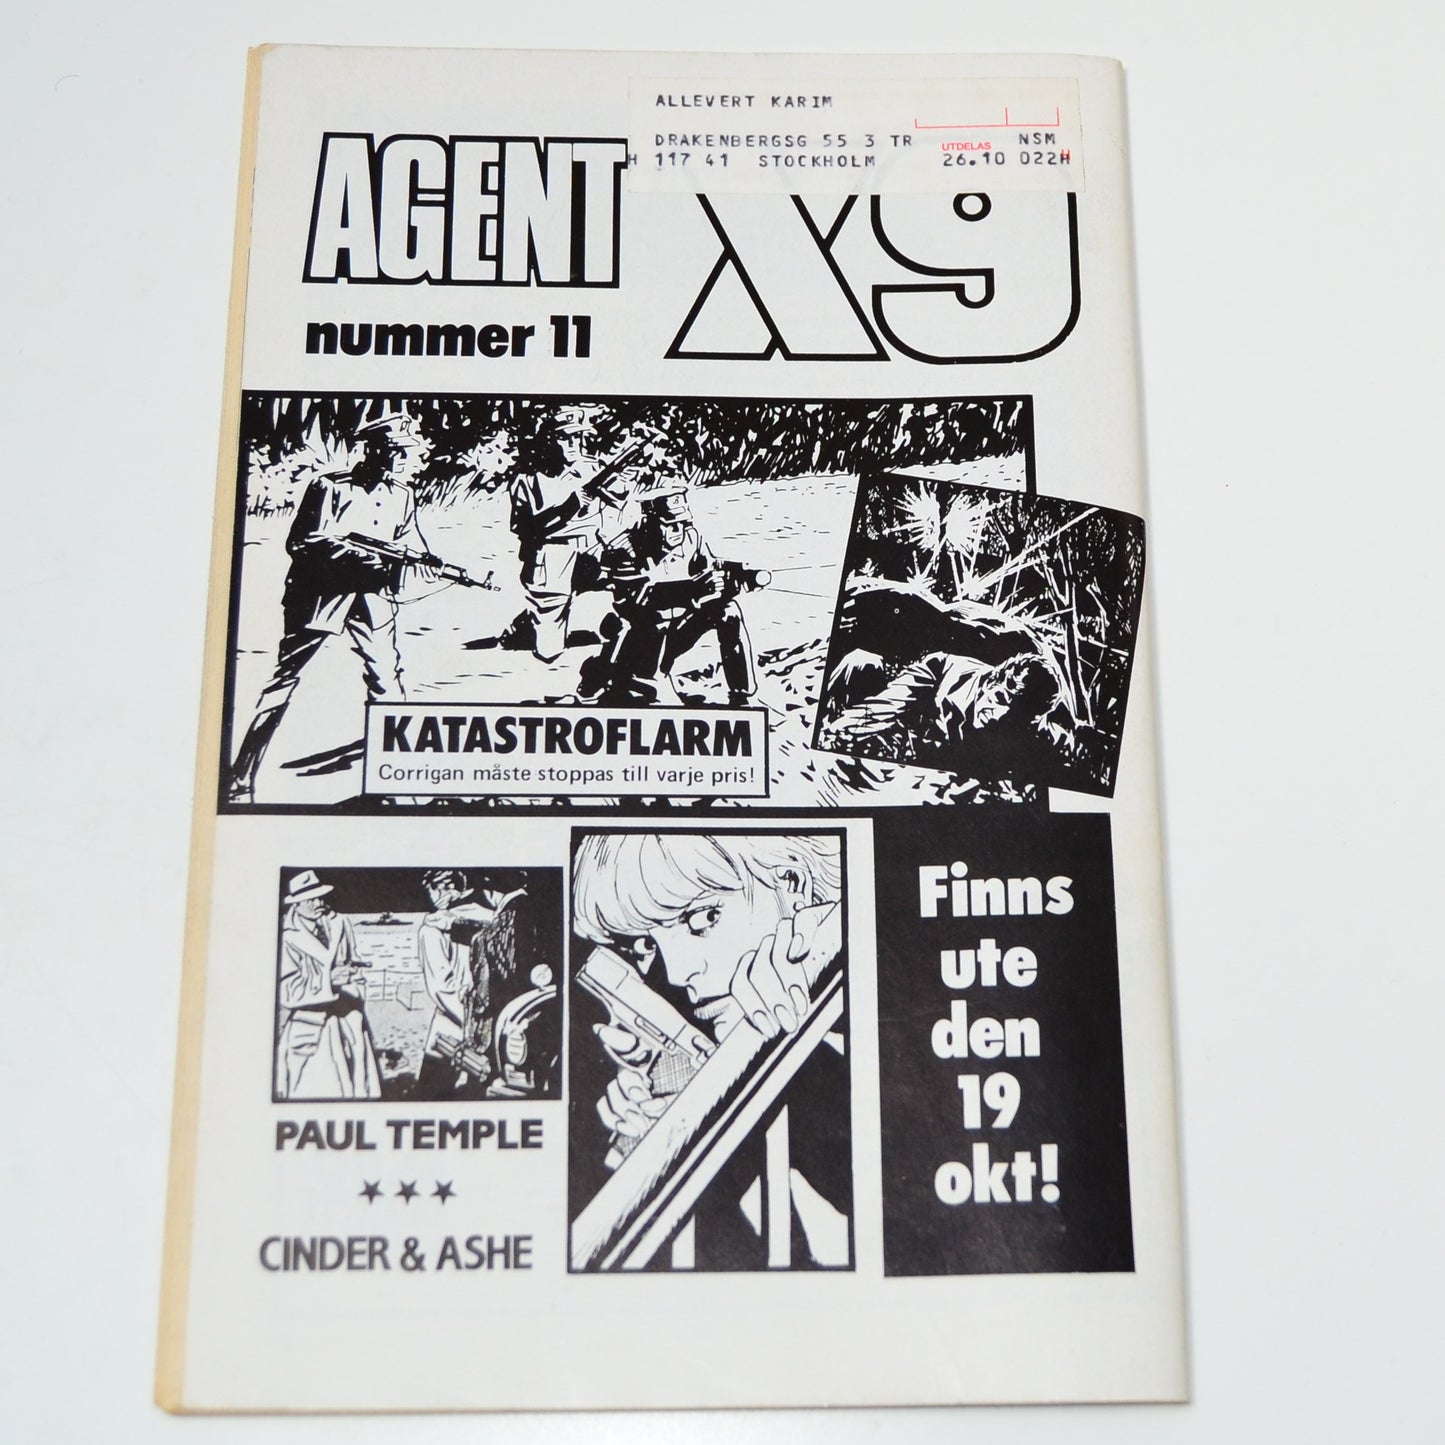 ALLEVERT KARIM
DRAKENBERGSG 55 3 TR NSM
UTDELAS
H 117 41 STOCKHOLM 26.10 022H
AGENT X9
nummer 11
KATASTROFLARM
Corrigan måste stoppas till varje pris!
Finns
ute
den
19
okt!
PAUL TEMPLE
★★★
CINDER & ASHE